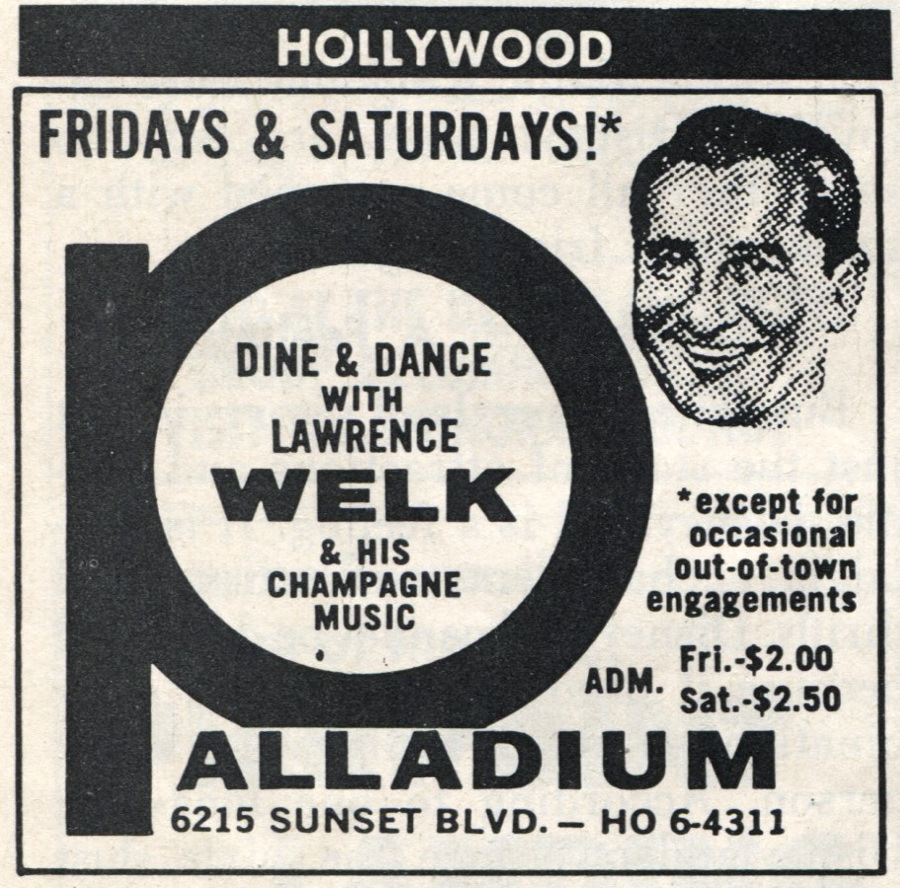 HOLLYWOOD
FRIDAYS & SATURDAYS!*
DINE & DANCE
WITH
LAWRENCE
WELK
& HIS
CHAMPAGNE
MUSIC
*except for
occasional
out-of-town
engagements
ADM. Fri.-$2.00
Sat.-$2.50
PALLADIUM
6215 SUNSET BLVD. — HO 6-4311